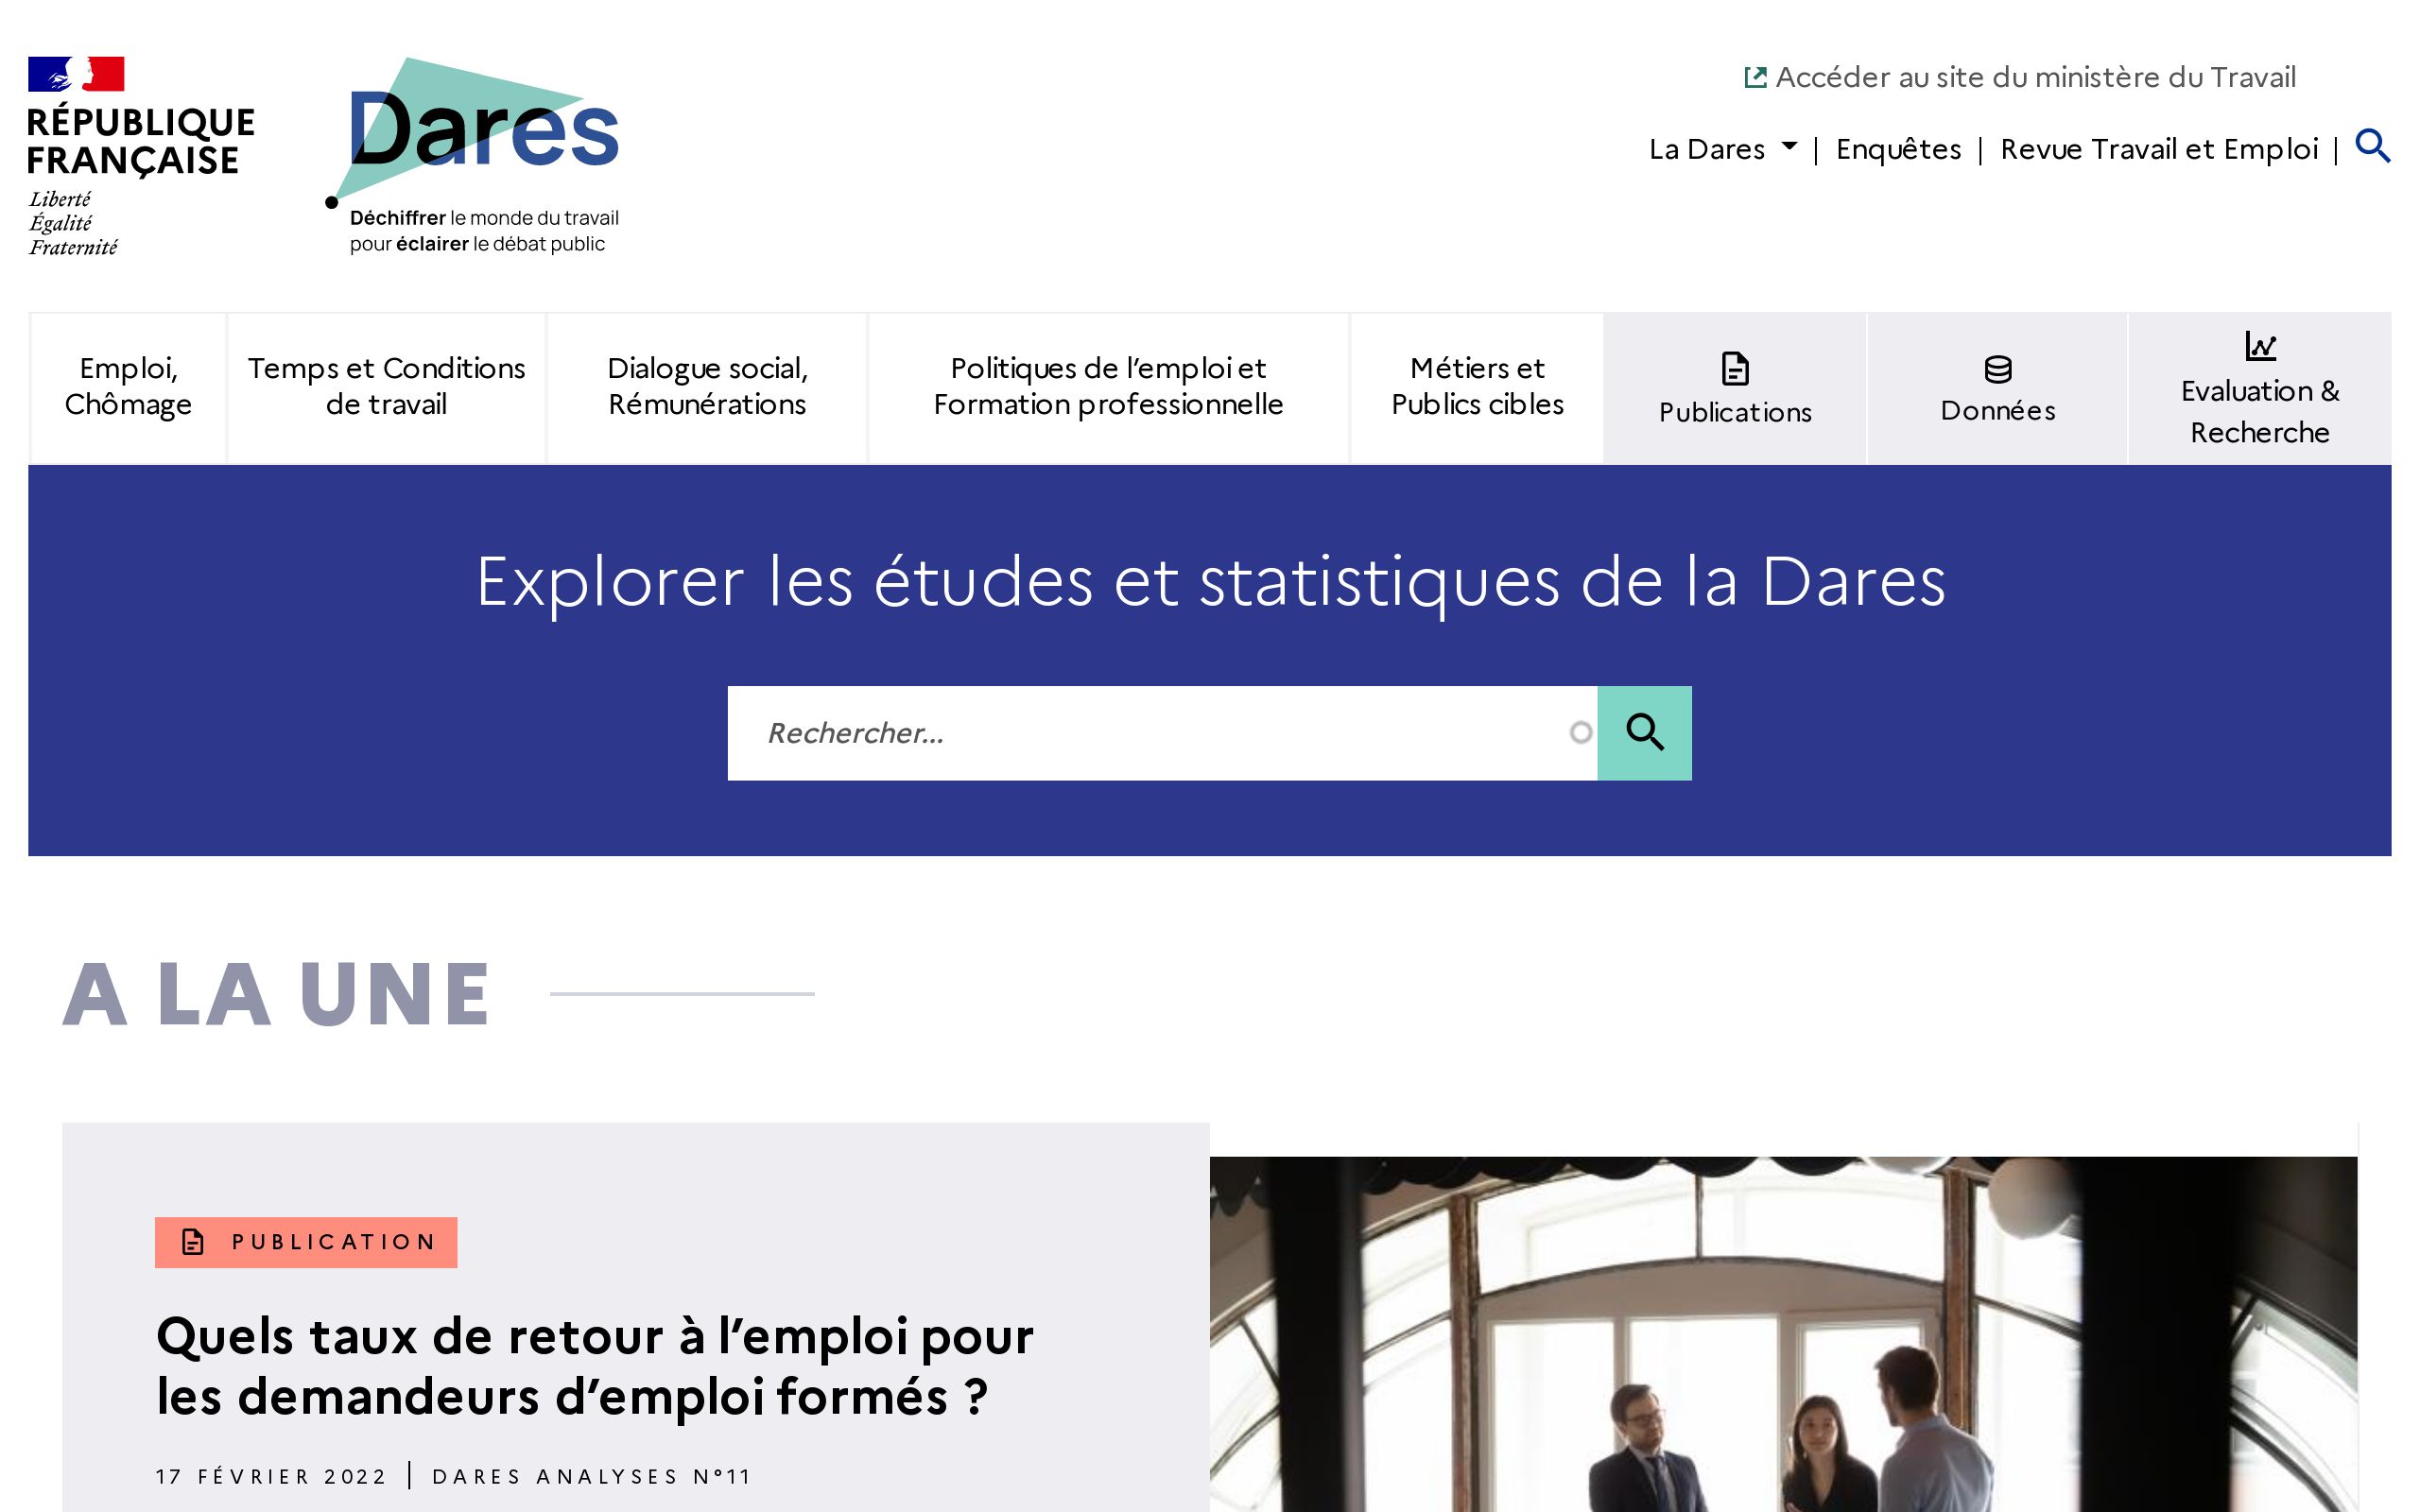 RÉPUBLIQUE
FRANÇAISE
Liberté
Égalité
Fraternité
Dares
Déchiffrer le monde du travail
pour éclairer le débat public
Accéder au site du ministère du Travail
La Dares | Enquêtes | Revue Travail et Emploi |
Emploi,
Chômage
Temps et Conditions
de travail
Dialogue social,
Rémunérations
Politiques de l’emploi et
Formation professionnelle
Métiers et
Publics cibles
Publications
Données
Evaluation &
Recherche
Explorer les études et statistiques de la Dares
Rechercher...
A LA UNE
PUBLICATION
Quels taux de retour à l’emploi pour
les demandeurs d’emploi formés ?
17 FÉVRIER 2022 | DARES ANALYSES N°11